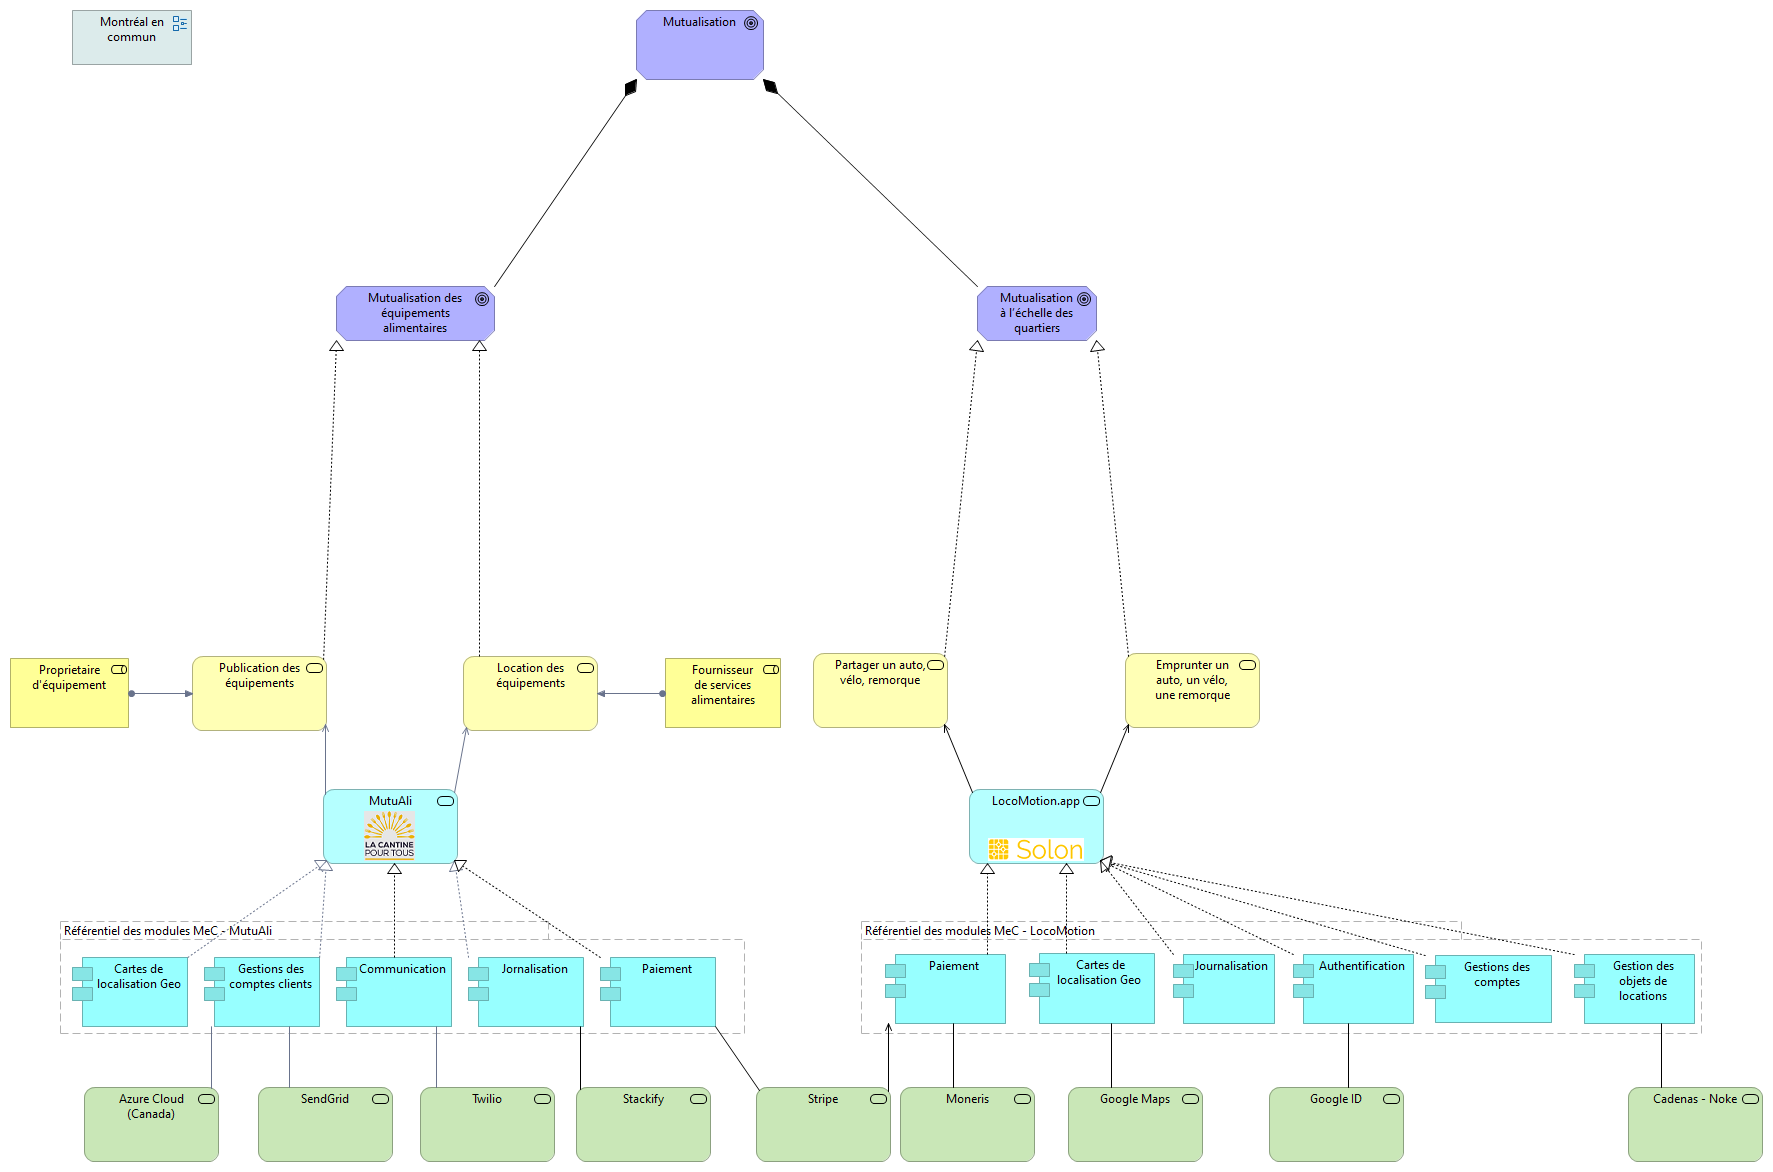 Montréal en
commun
Mutualisation
Mutualisation des
équipements
alimentaires
Mutualisation
à l'échelle des
quartiers
Proprietaire
d'équipement
Publication des
équipements
Location des
équipements
Fournisseur
de services
alimentaires
Partager un auto,
vélo, remorque
Emprunter un
auto, un vélo,
une remorque
MutuAli
LA CANTINE
POUR TOUS
LocoMotion.app
Solon
Référentiel des modules MeC - MutuAli
Cartes de
localisation Geo
Gestions des
comptes clients
Communication
Jornalisation
Paiement
Référentiel des modules MeC - LocoMotion
Paiement
Cartes de
localisation Geo
Journalisation
Authentification
Gestions des
comptes
Gestion des
objets de
locations
Azure Cloud
(Canada)
SendGrid
Twilio
Stackify
Stripe
Moneris
Google Maps
Google ID
Cadenas - Noke